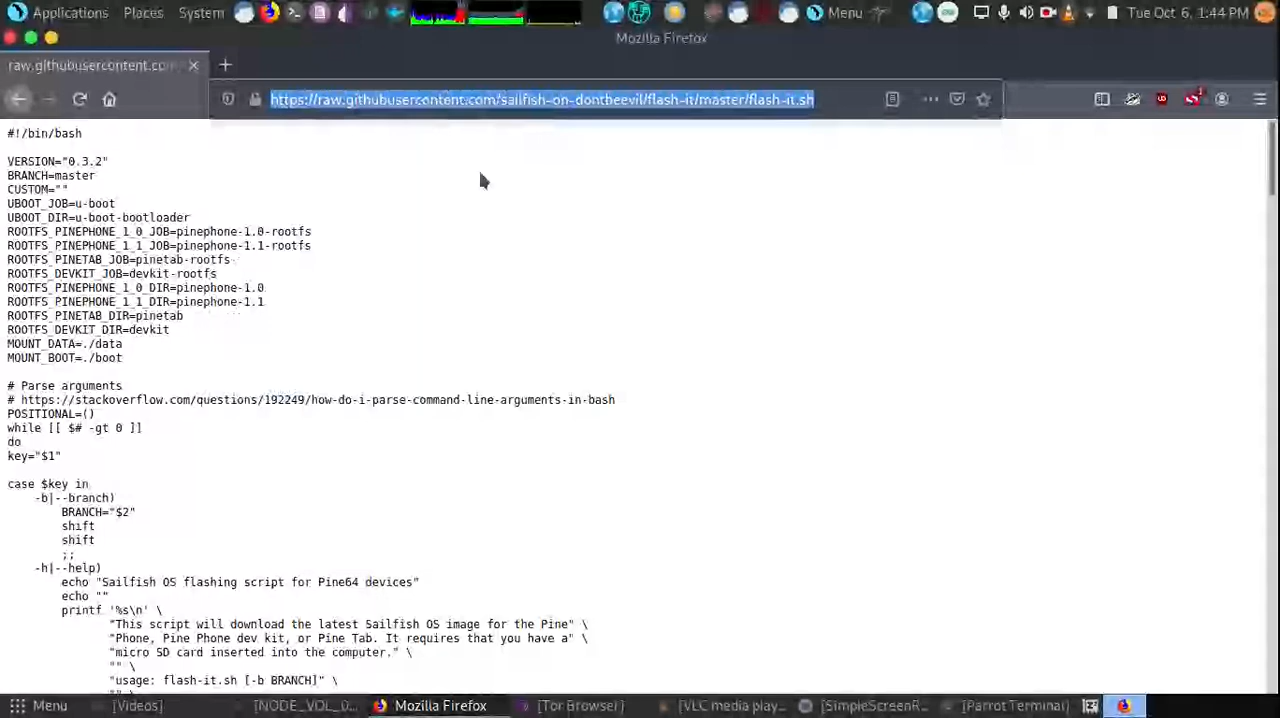 Applications Places System Menu Tue Oct 6, 1:44 PM
Mozilla Firefox
raw.githubusercontent.co
https://raw.githubusercontent.com/sailfish-on-dontbeevil/flash-it/master/flash-it.sh
#!/bin/bash
VERSION="0.3.2"
BRANCH=master
CUSTOM=""
UBOOT_JOB=u-boot
UBOOT_DIR=u-boot-bootloader
ROOTFS_PINEPHONE_1_0_JOB=pinephone-1.0-rootfs
ROOTFS_PINEPHONE_1_1_JOB=pinephone-1.1-rootfs
ROOTFS_PINETAB_JOB=pinetab-rootfs
ROOTFS_DEVKIT_JOB=devkit-rootfs
ROOTFS_PINEPHONE_1_0_DIR=pinephone-1.0
ROOTFS_PINEPHONE_1_1_DIR=pinephone-1.1
ROOTFS_PINETAB_DIR=pinetab
ROOTFS_DEVKIT_DIR=devkit
MOUNT_DATA=./data
MOUNT_BOOT=./boot
# Parse arguments
# https://stackoverflow.com/questions/192249/how-do-i-parse-command-line-arguments-in-bash
POSITIONAL=()
while [[ $# -gt 0 ]]
do
key="$1"
case $key in
-b|--branch)
BRANCH="$2"
shift
shift
;;
-h|--help)
echo "Sailfish OS flashing script for Pine64 devices"
echo ""
printf '%s\n' \
"This script will download the latest Sailfish OS image for the Pine" \
"Phone, Pine Phone dev kit, or Pine Tab. It requires that you have a" \
"micro SD card inserted into the computer." \
"" \
"usage: flash-it.sh [-b BRANCH]" \
"" \
Menu [Videos] [NODE_VOL_0... Mozilla Firefox [Tor Browser] [VLC media play... [SimpleScreenR... [Parrot Terminal]